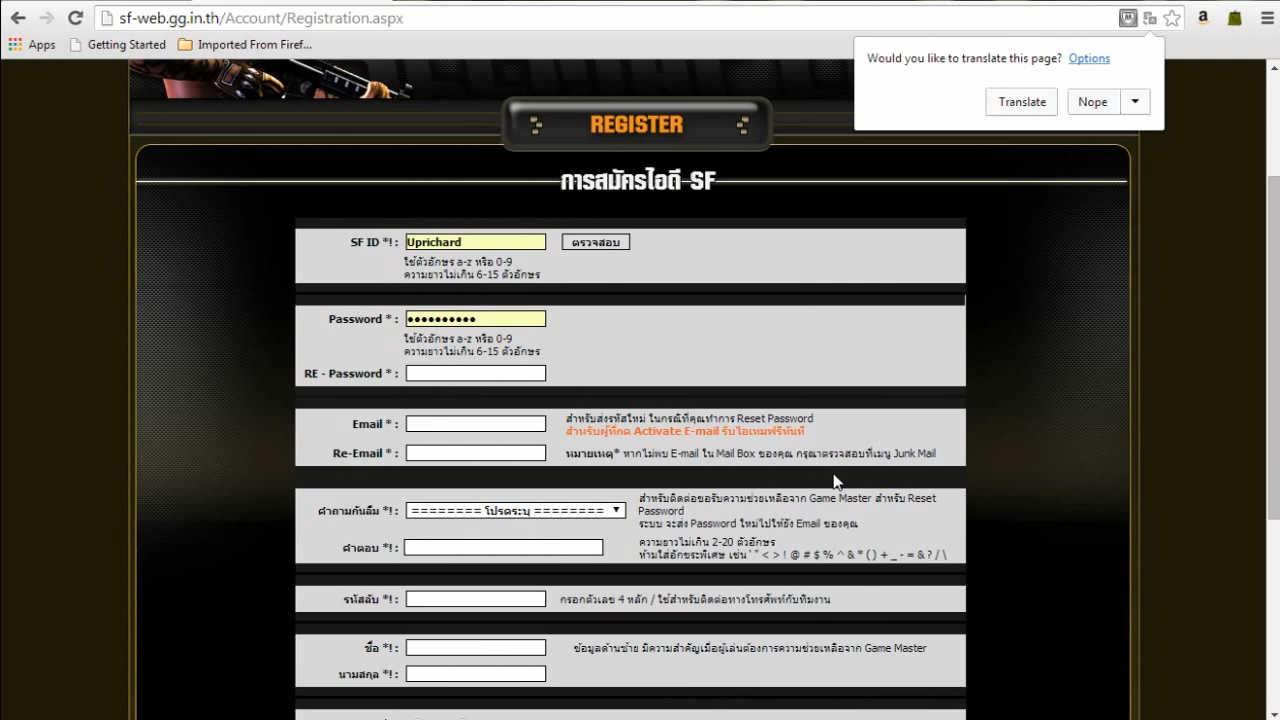 sf-web.gg.in.th/Account/Registration.aspx
Apps Getting Started Imported From Firef...
Would you like to translate this page? Options
Translate Nope
REGISTER
การสมัครไอดี SF
SF ID *! : Uprichard ตรวจสอบ
ใช้ตัวอักษร a-z หรือ 0-9
ความยาวไม่เกิน 6-15 ตัวอักษร
Password * : ••••••••••
ใช้ตัวอักษร a-z หรือ 0-9
ความยาวไม่เกิน 6-15 ตัวอักษร
RE - Password * :
Email * : สำหรับส่งรหัสใหม่ ในกรณีที่คุณทำการ Reset Password
สำหรับผู้ที่กด Activate E-mail รับไอเทมฟรีทันที
Re-Email * : หมายเหตุ* หากไม่พบ E-mail ใน Mail Box ของคุณ กรุณาตรวจสอบที่เมนู Junk Mail
คำถามกันลืม *! : ======== โปรดระบุ ========
สำหรับติดต่อขอรับความช่วยเหลือจาก Game Master สำหรับ Reset
Password
ระบบ จะส่ง Password ใหม่ไปให้ยัง Email ของคุณ
คำตอบ *! : ความยาวไม่เกิน 2-20 ตัวอักษร
ห้ามใส่อักขระพิเศษ เช่น ' " < > ! @ # $ % ^ & * ( ) + _ - = & ? / \
รหัสลับ *! : กรอกตัวเลข 4 หลัก / ใช้สำหรับติดต่อทางโทรศัพท์กับทีมงาน
ชื่อ *! : ข้อมูลด้านซ้าย มีความสำคัญเมื่อผู้เล่นต้องการความช่วยเหลือจาก Game Master
นามสกุล *! :